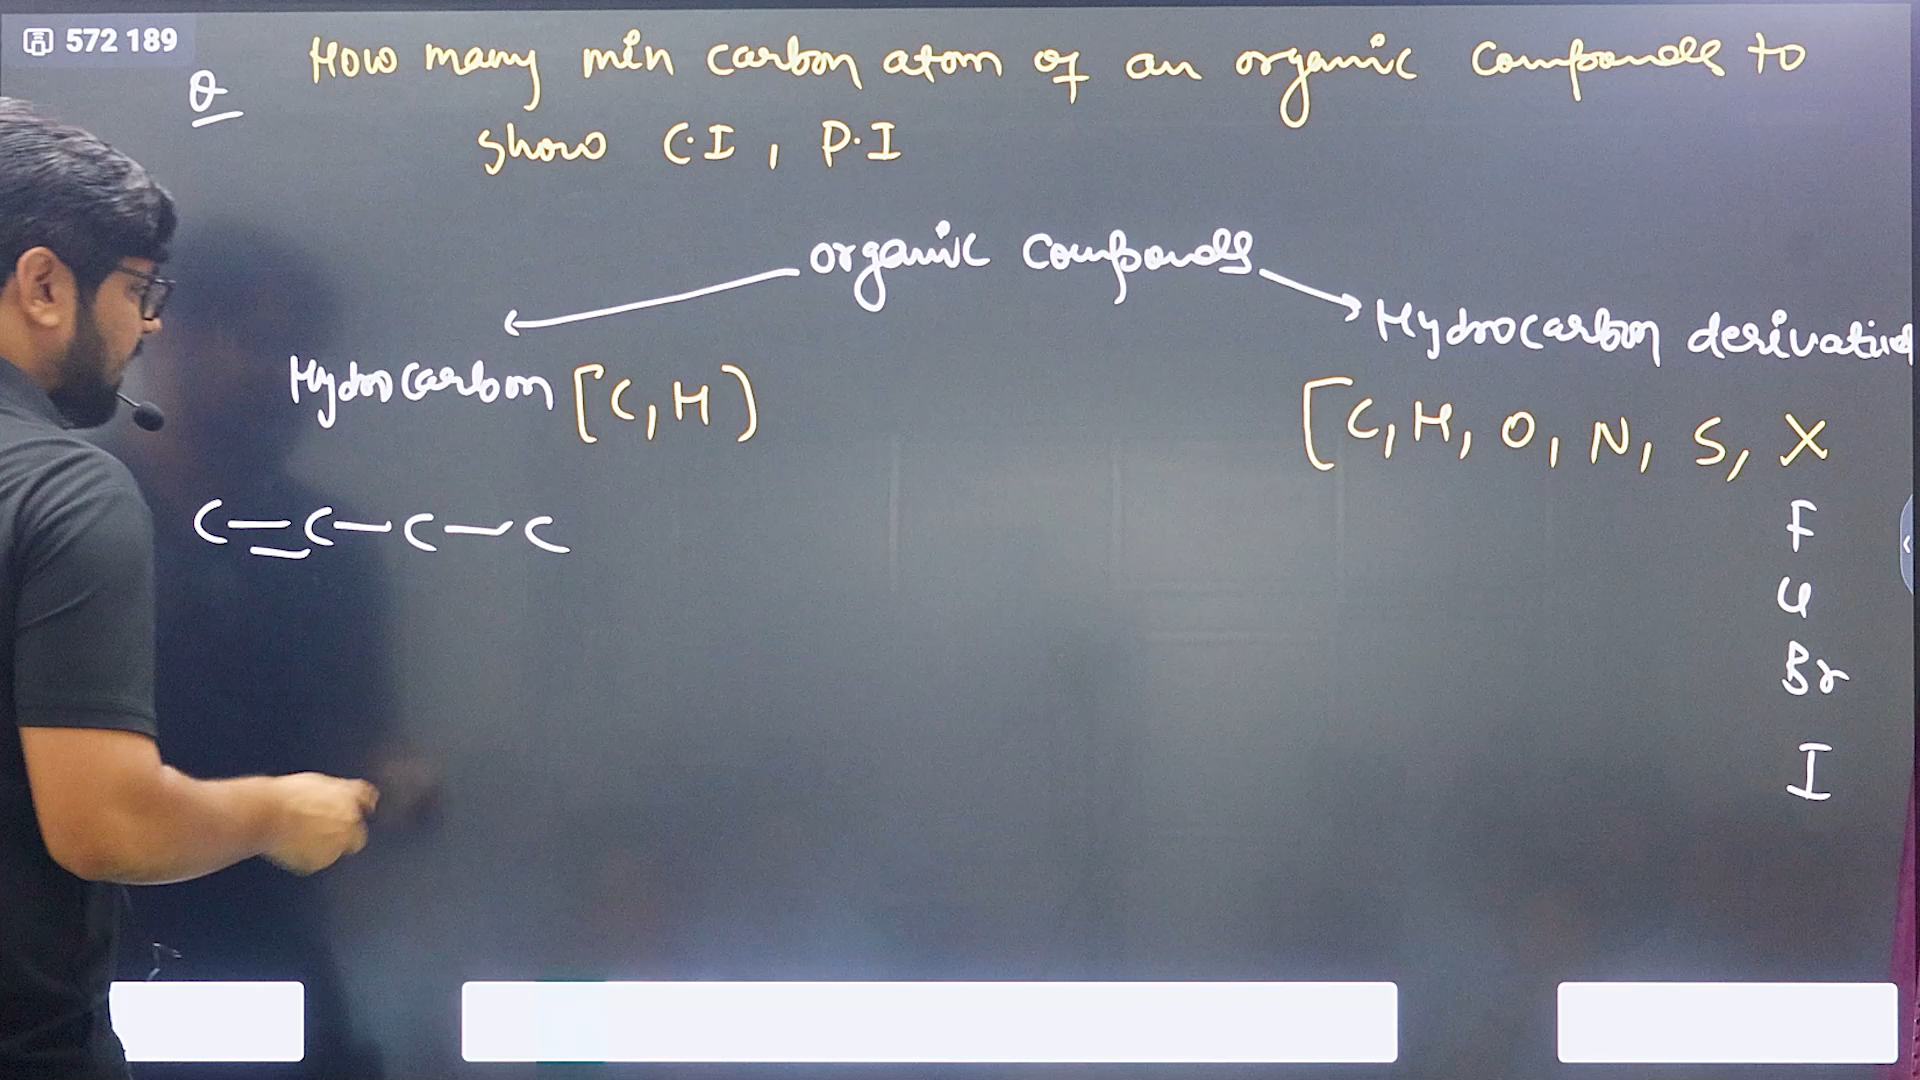 572 189
Q How many min carbon atom of an organic compounds to
show C.I , P.I
organic compounds
Hydrocarbon [C, H]
Hydrocarbon derivative
[C, H, O, N, S, X
C=C-C-C
F
Cl
Br
I